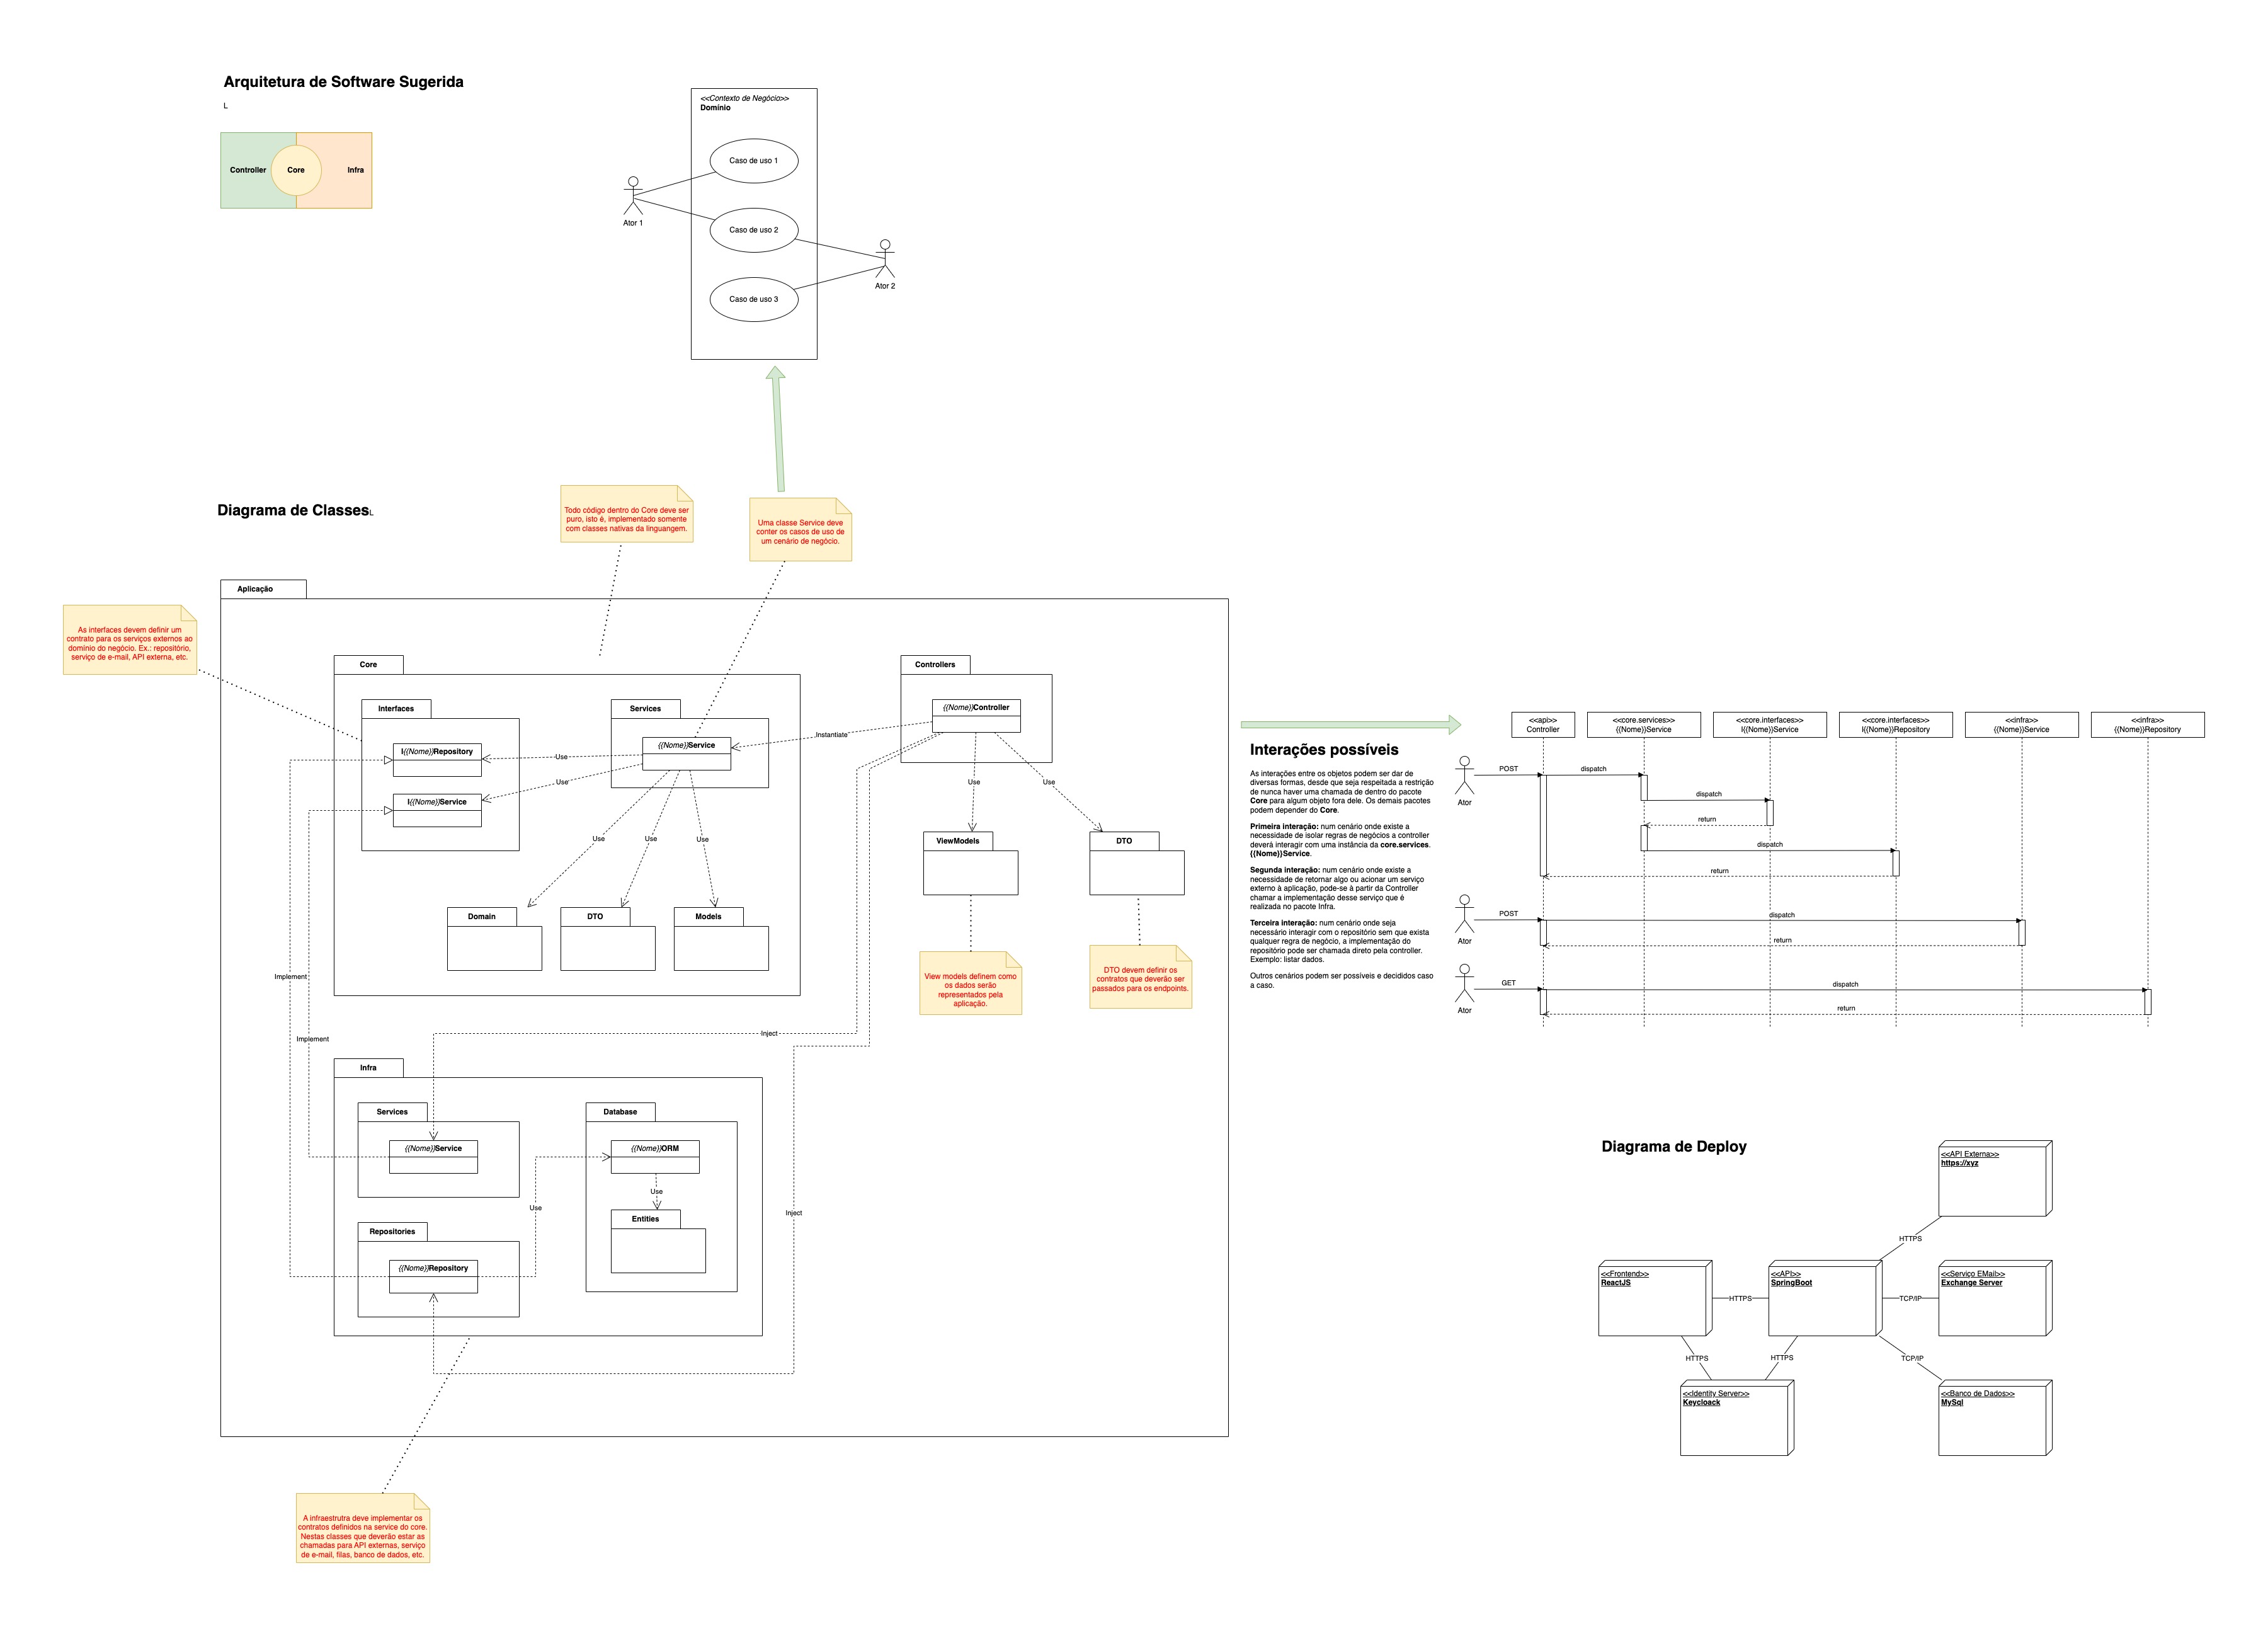 Arquitetura de Software Sugerida
L
Controller
Core
Infra
<<Contexto de Negócio>>
Domínio
Caso de uso 1
Caso de uso 2
Caso de uso 3
Ator 1
Ator 2
Diagrama de ClassesL
Todo código dentro do Core deve ser
puro, isto é, implementado somente
com classes nativas da linguangem.
Uma classe Service deve
conter os casos de uso de
um cenário de negócio.
As interfaces devem definir um
contrato para os serviços externos ao
domínio do negócio. Ex.: repositório,
serviço de e-mail, API externa, etc.
Aplicação
Core
Interfaces
I{{Nome}}Repository
I{{Nome}}Service
Services
{{Nome}}Service
Use
Use
Use
Use
Use
Domain
DTO
Models
Controllers
{{Nome}}Controller
Instantiate
Use
Use
ViewModels
DTO
View models definem como
os dados serão
representados pela
aplicação.
DTO devem definir os
contratos que deverão ser
passados para os endpoints.
Implement
Implement
Inject
Inject
Infra
Services
{{Nome}}Service
Repositories
{{Nome}}Repository
Use
Database
{{Nome}}ORM
Use
Entities
A infraestrutra deve implementar os
contratos definidos na service do core.
Nestas classes que deverão estar as
chamadas para API externas, serviço
de e-mail, filas, banco de dados, etc.
Interações possíveis
As interações entre os objetos podem ser dar de
diversas formas, desde que seja respeitada a restrição
de nunca haver uma chamada de dentro do pacote
Core para algum objeto fora dele. Os demais pacotes
podem depender do Core.
Primeira interação: num cenário onde existe a
necessidade de isolar regras de negócios a controller
deverá interagir com uma instância da core.services.
{{Nome}}Service.
Segunda interação: num cenário onde existe a
necessidade de retornar algo ou acionar um serviço
externo à aplicação, pode-se à partir da Controller
chamar a implementação desse serviço que é
realizada no pacote Infra.
Terceira interação: num cenário onde seja
necessário interagir com o repositório sem que exista
qualquer regra de negócio, a implementação do
repositório pode ser chamada direto pela controller.
Exemplo: listar dados.
Outros cenários podem ser possíveis e decididos caso
a caso.
<<api>>
Controller
<<core.services>>
{{Nome}}Service
<<core.interfaces>>
I{{Nome}}Service
<<core.interfaces>>
I{{Nome}}Repository
<<infra>>
{{Nome}}Service
<<infra>>
{{Nome}}Repository
Ator
POST
dispatch
dispatch
return
dispatch
return
Ator
POST
dispatch
return
Ator
GET
dispatch
return
Diagrama de Deploy
<<API Externa>>
https://xyz
HTTPS
<<Frontend>>
ReactJS
HTTPS
<<API>>
SpringBoot
TCP/IP
<<Serviço EMail>>
Exchange Server
HTTPS
HTTPS
TCP/IP
<<Identity Server>>
Keycloack
<<Banco de Dados>>
MySql